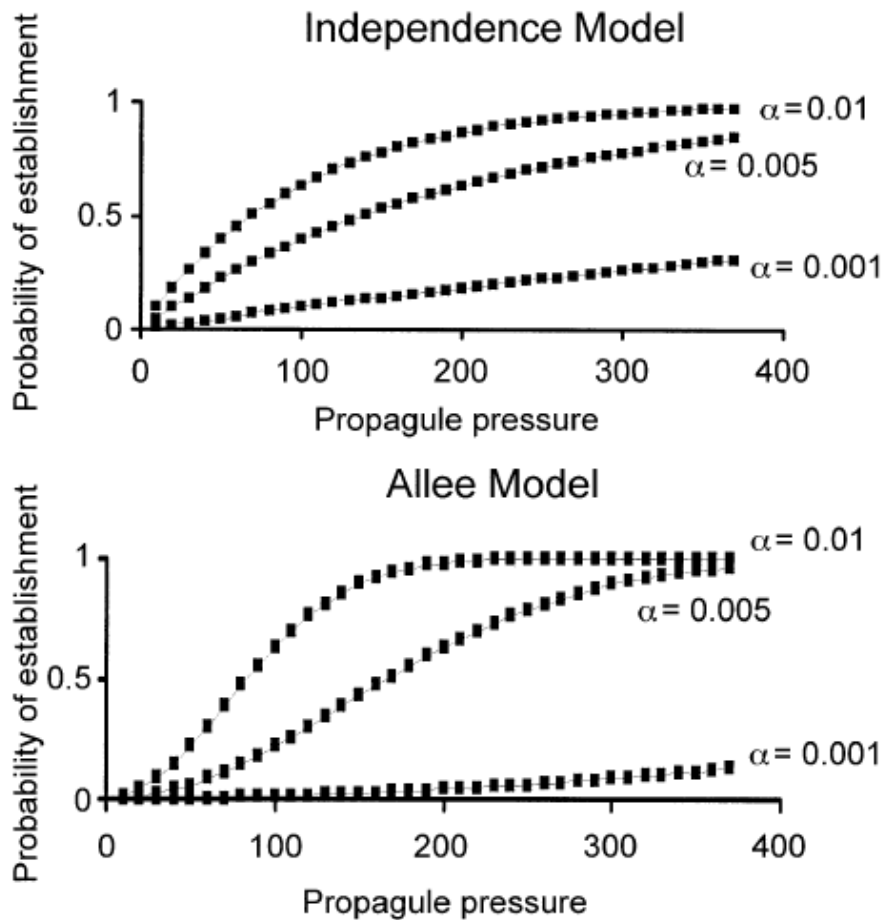 Independence Model
Probability of establishment
1
0.5
0
α = 0.01
α = 0.005
α = 0.001
0 100 200 300 400
Propagule pressure
Allee Model
Probability of establishment
1
0.5
0
α = 0.01
α = 0.005
α = 0.001
0 100 200 300 400
Propagule pressure